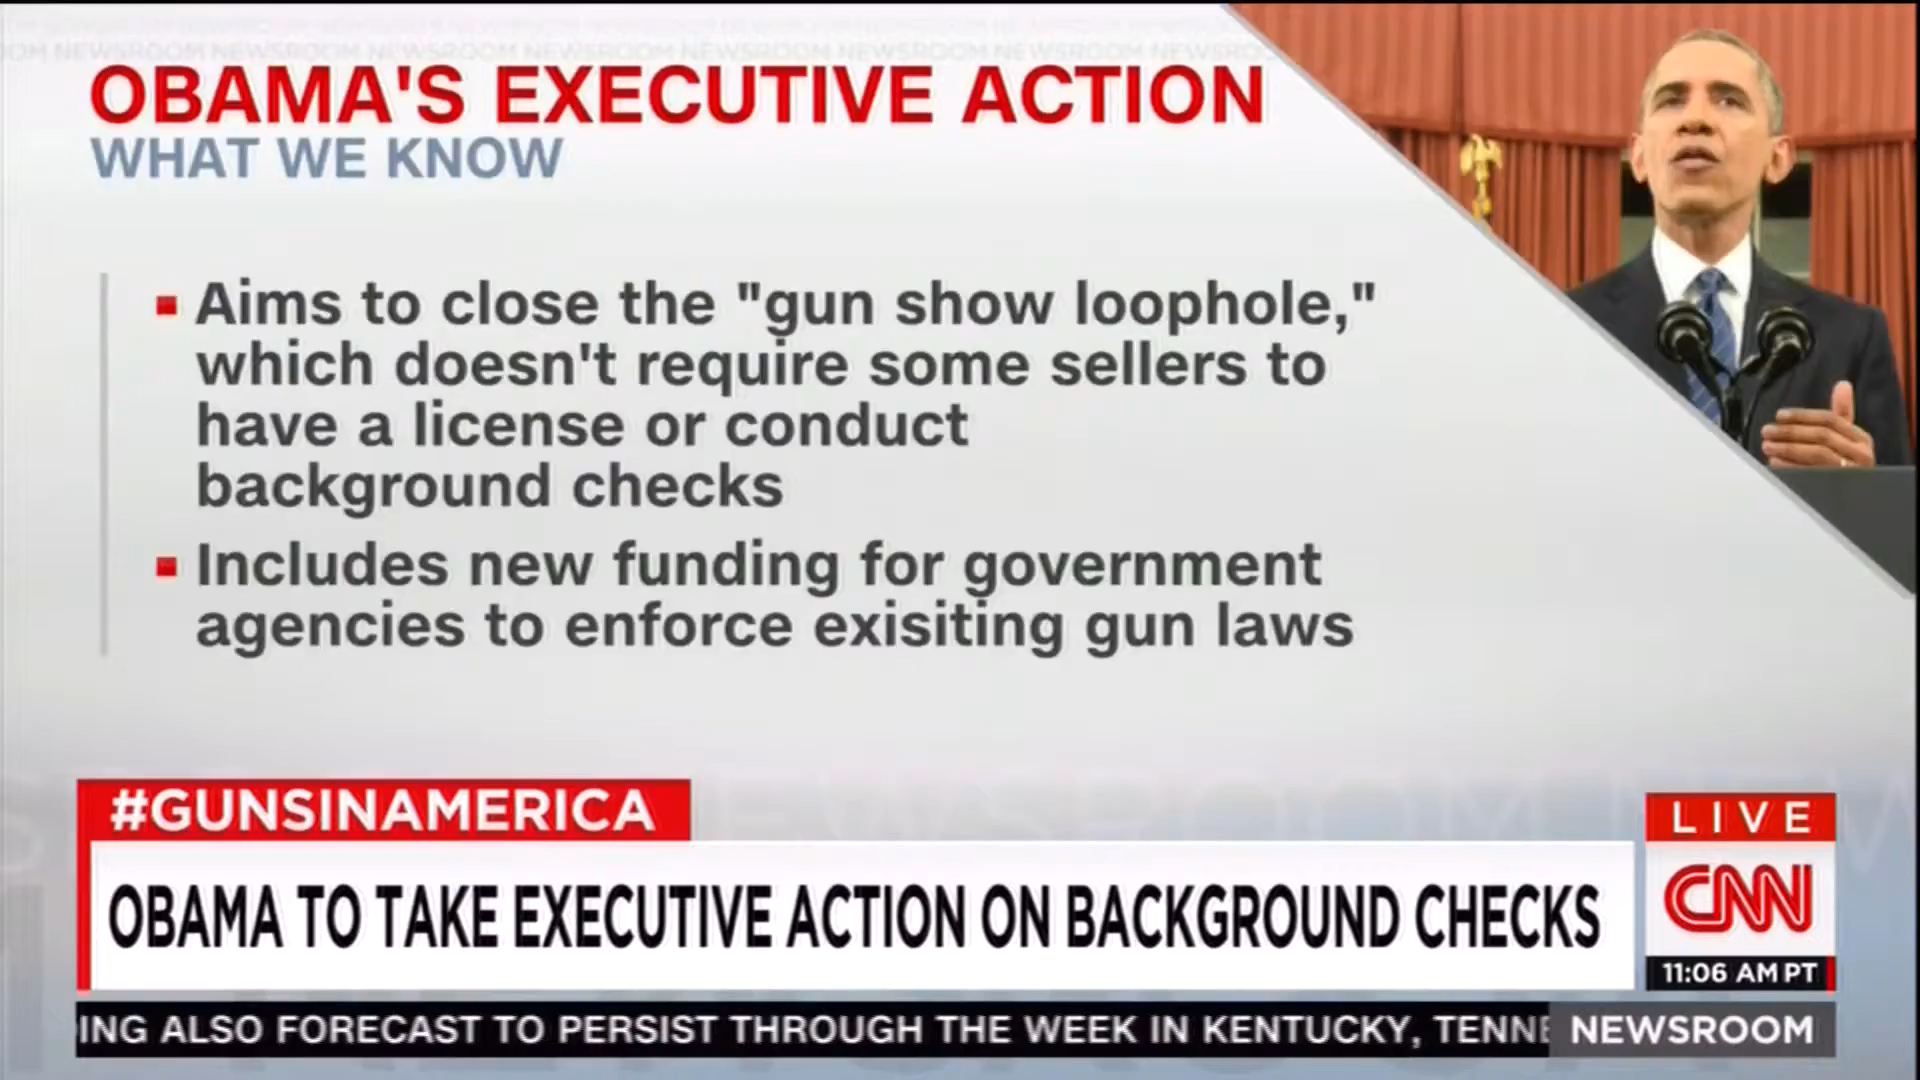 OBAMA'S EXECUTIVE ACTION
WHAT WE KNOW
Aims to close the "gun show loophole,"
which doesn't require some sellers to
have a license or conduct
background checks
Includes new funding for government
agencies to enforce exisiting gun laws
#GUNSINAMERICA
OBAMA TO TAKE EXECUTIVE ACTION ON BACKGROUND CHECKS
LIVE
CNN
11:06 AM PT
ING ALSO FORECAST TO PERSIST THROUGH THE WEEK IN KENTUCKY, TENNE
NEWSROOM